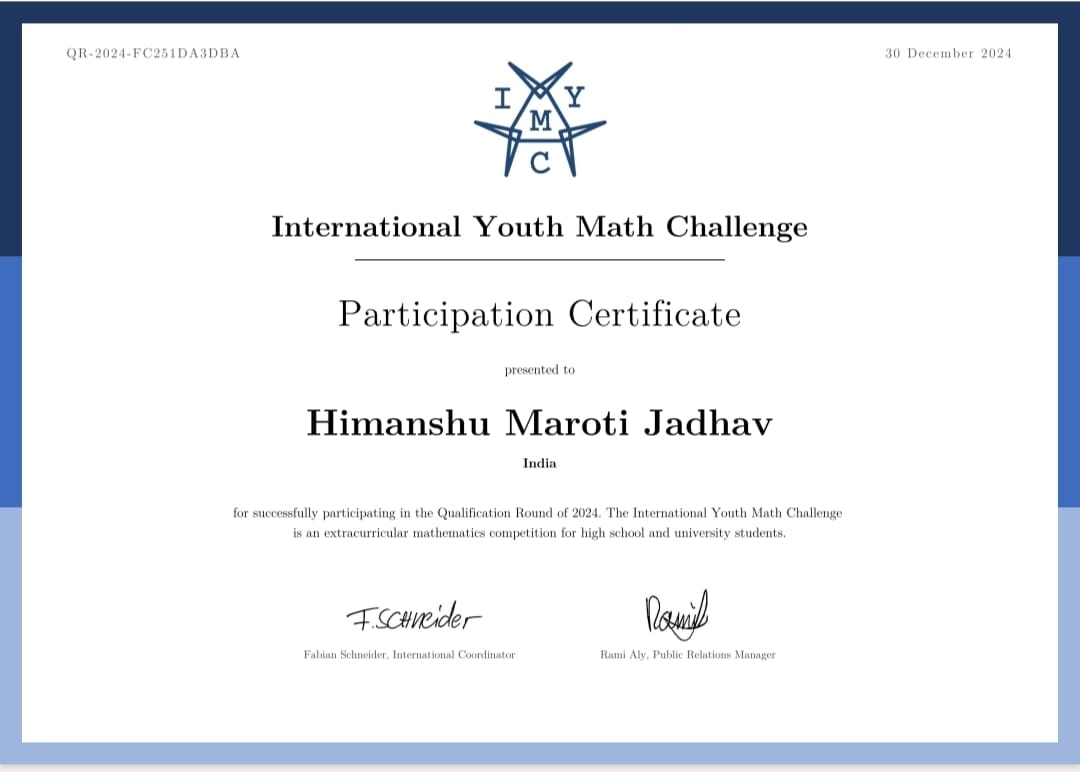 QR-2024-FC251DA3DBA
30 December 2024
I Y
M
C
International Youth Math Challenge
Participation Certificate
presented to
Himanshu Maroti Jadhav
India
for successfully participating in the Qualification Round of 2024. The International Youth Math Challenge
is an extracurricular mathematics competition for high school and university students.
F.SCHNEider
Ramil
Fabian Schneider, International Coordinator
Rami Aly, Public Relations Manager